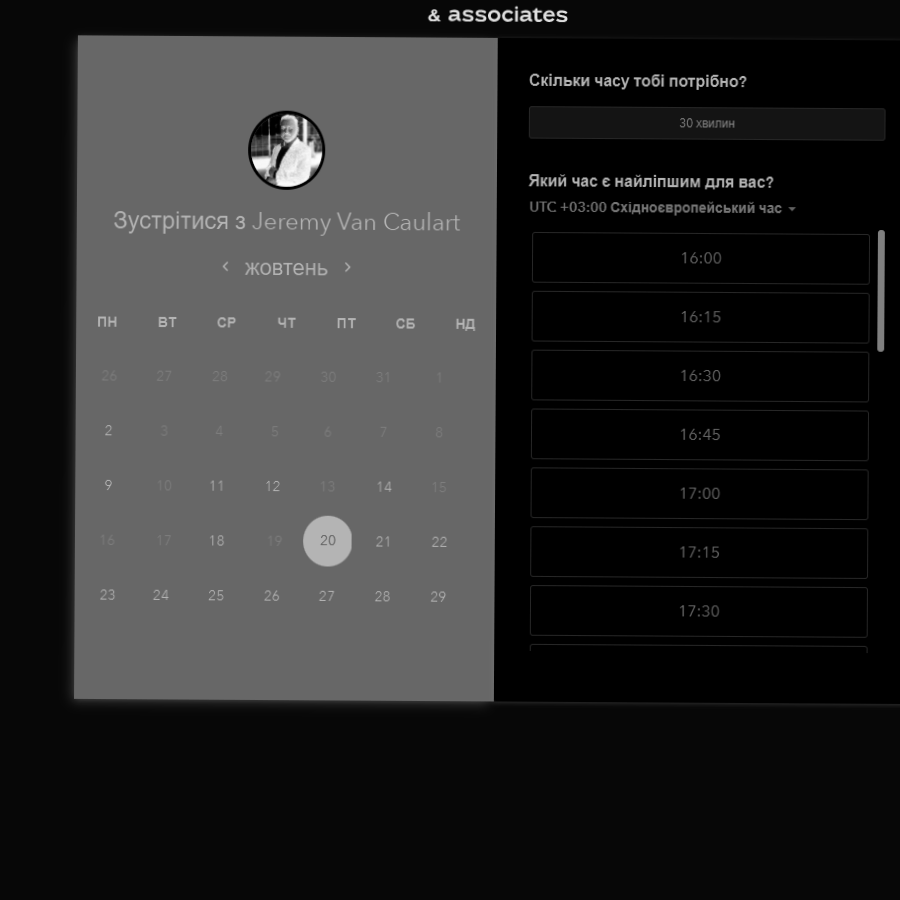 & associates
Зустрітися з Jeremy Van Caulart
жовтень
ПН ВТ СР ЧТ ПТ СБ НД
26 27 28 29 30 31 1
2 3 4 5 6 7 8
9 10 11 12 13 14 15
16 17 18 19 20 21 22
23 24 25 26 27 28 29
Скільки часу тобі потрібно?
30 хвилин
Який час є найліпшим для вас?
UTC +03:00 Східноєвропейський час
16:00
16:15
16:30
16:45
17:00
17:15
17:30